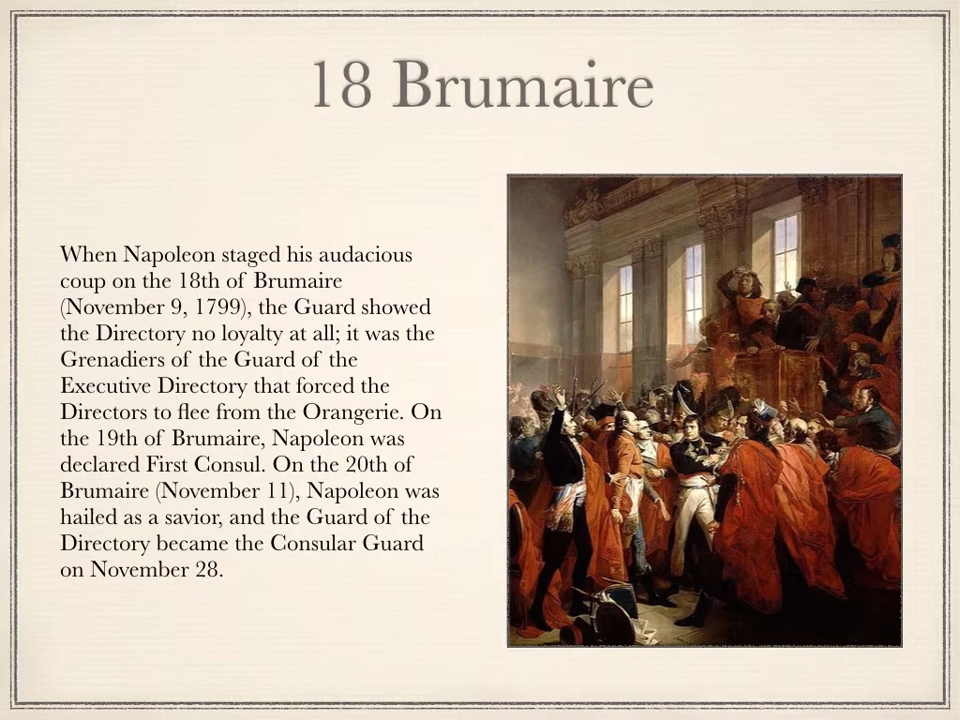 18 Brumaire
When Napoleon staged his audacious
coup on the 18th of Brumaire
(November 9, 1799), the Guard showed
the Directory no loyalty at all; it was the
Grenadiers of the Guard of the
Executive Directory that forced the
Directors to flee from the Orangerie. On
the 19th of Brumaire, Napoleon was
declared First Consul. On the 20th of
Brumaire (November 11), Napoleon was
hailed as a savior, and the Guard of the
Directory became the Consular Guard
on November 28.